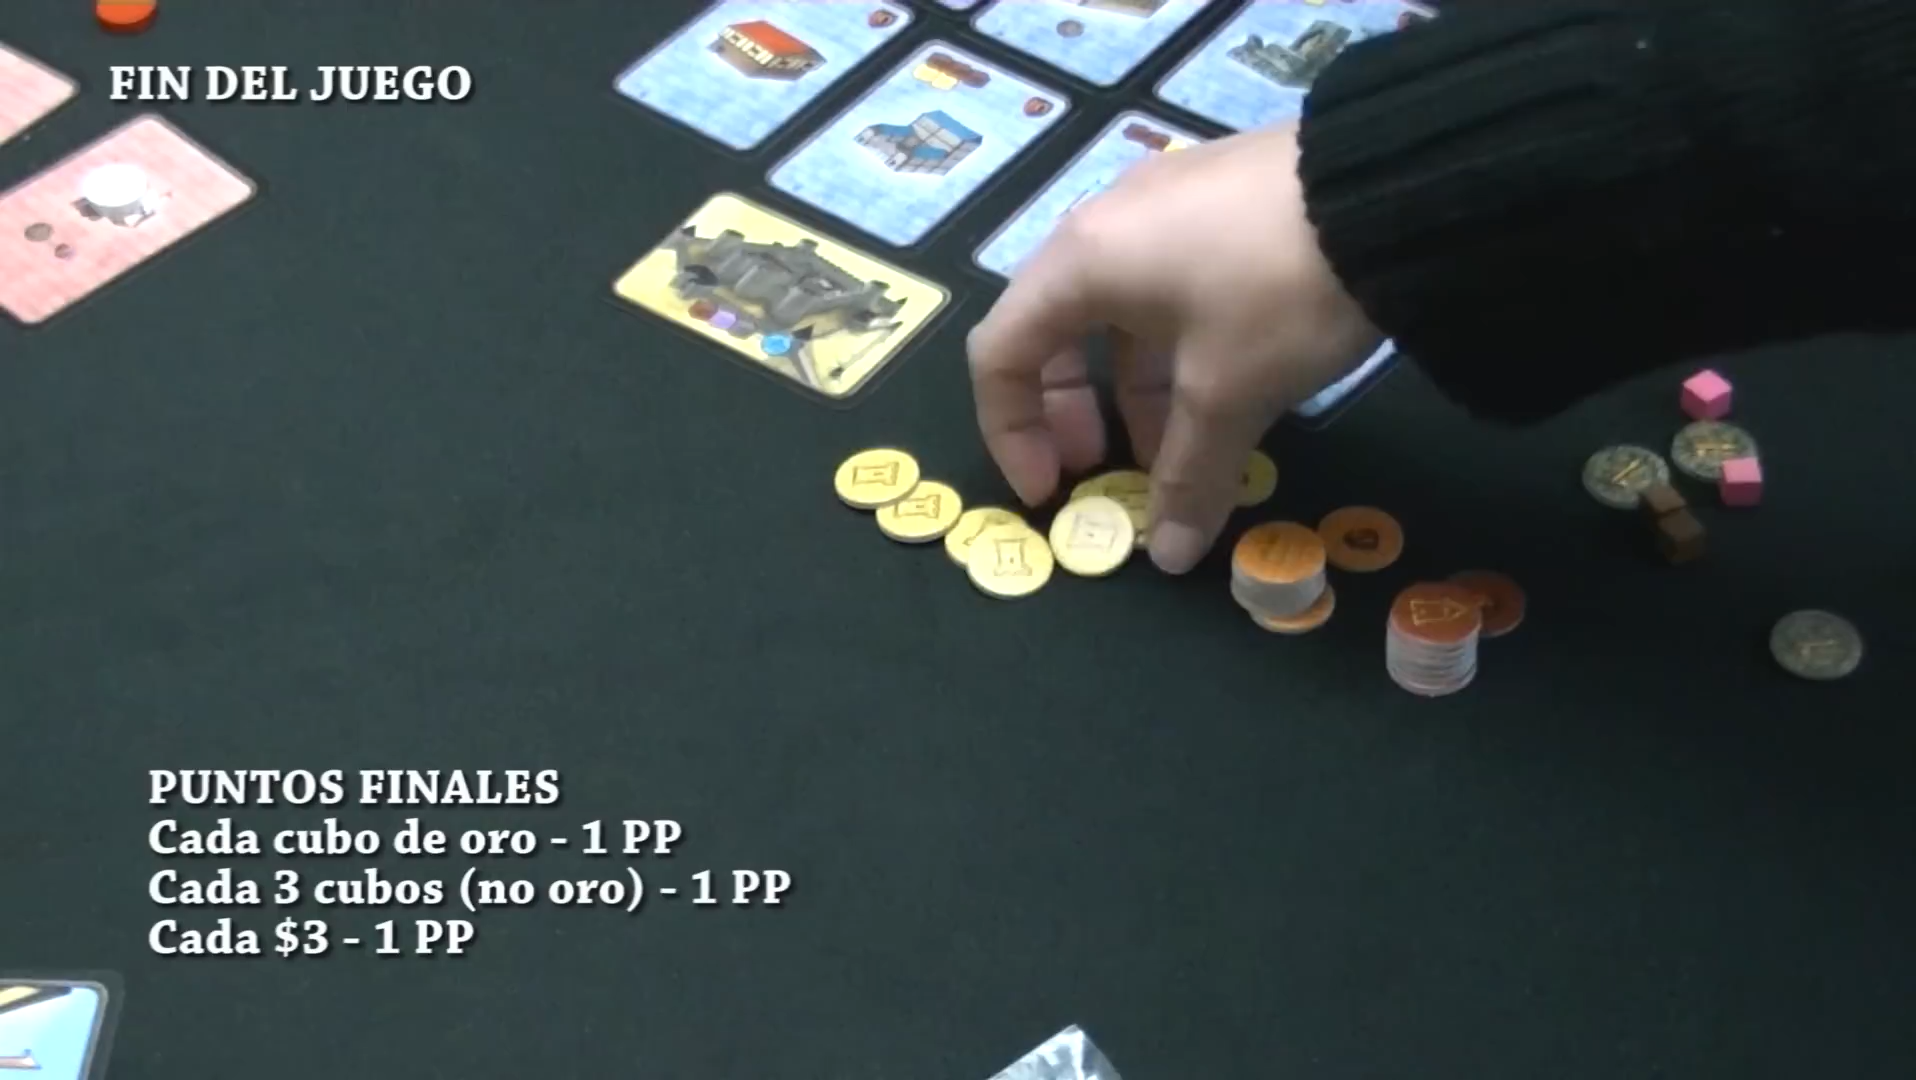 FIN DEL JUEGO
PUNTOS FINALES
Cada cubo de oro - 1 PP
Cada 3 cubos (no oro) - 1 PP
Cada $3 - 1 PP